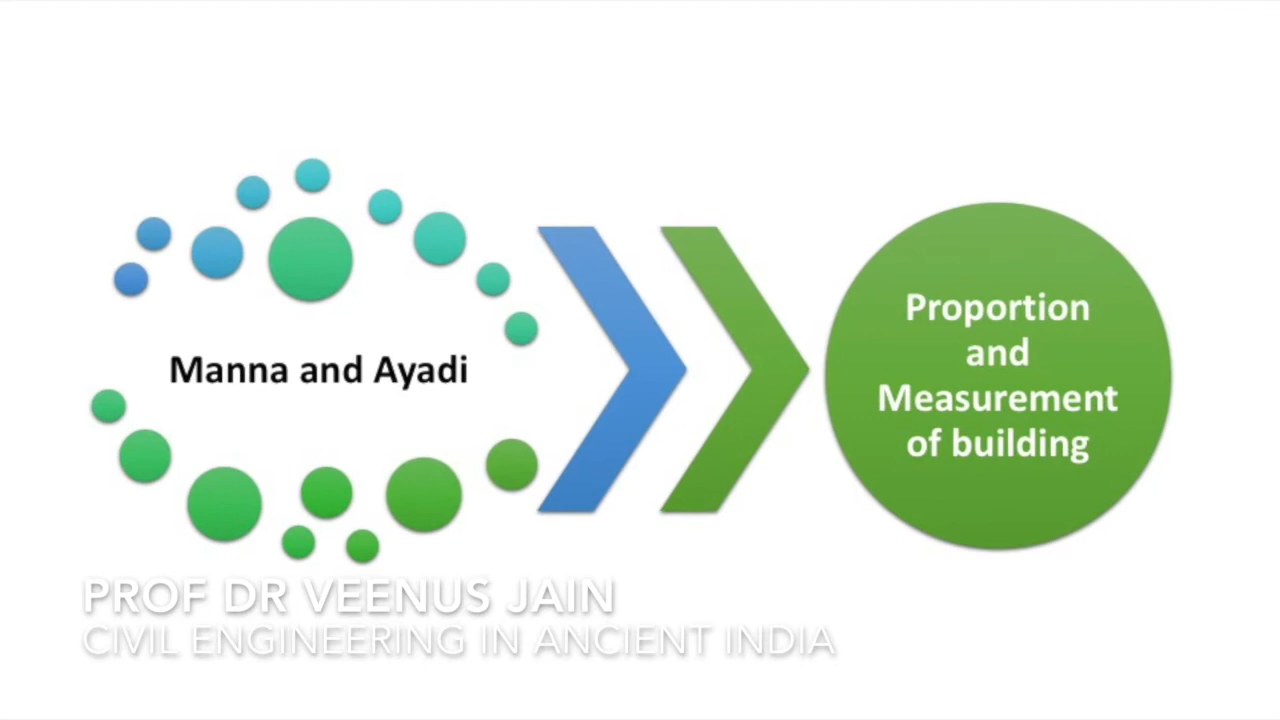 Manna and Ayadi
Proportion
and
Measurement
of building
PROF DR VEENUS JAIN
CIVIL ENGINEERING IN ANCIENT INDIA